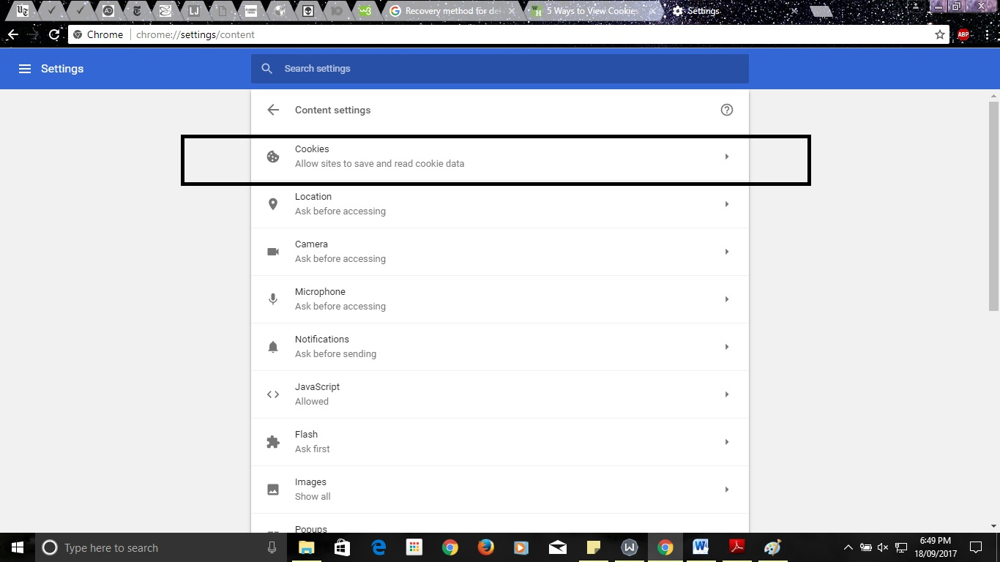 Recovery method for de
5 Ways to View Cookies
Settings
Chrome
chrome://settings/content
ABP
Settings
Search settings
Content settings
Cookies
Allow sites to save and read cookie data
Location
Ask before accessing
Camera
Ask before accessing
Microphone
Ask before accessing
Notifications
Ask before sending
JavaScript
Allowed
Flash
Ask first
Images
Show all
Popups
Type here to search
6:49 PM
18/09/2017